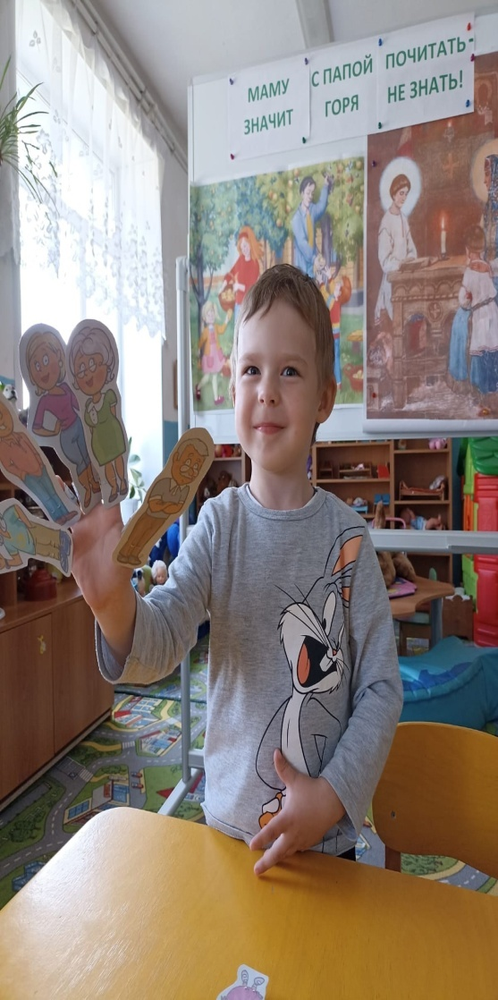 МАМУ
ЗНАЧИТ
С ПАПОЙ
ГОРЯ
ПОЧИТАТЬ-
НЕ ЗНАТЬ!